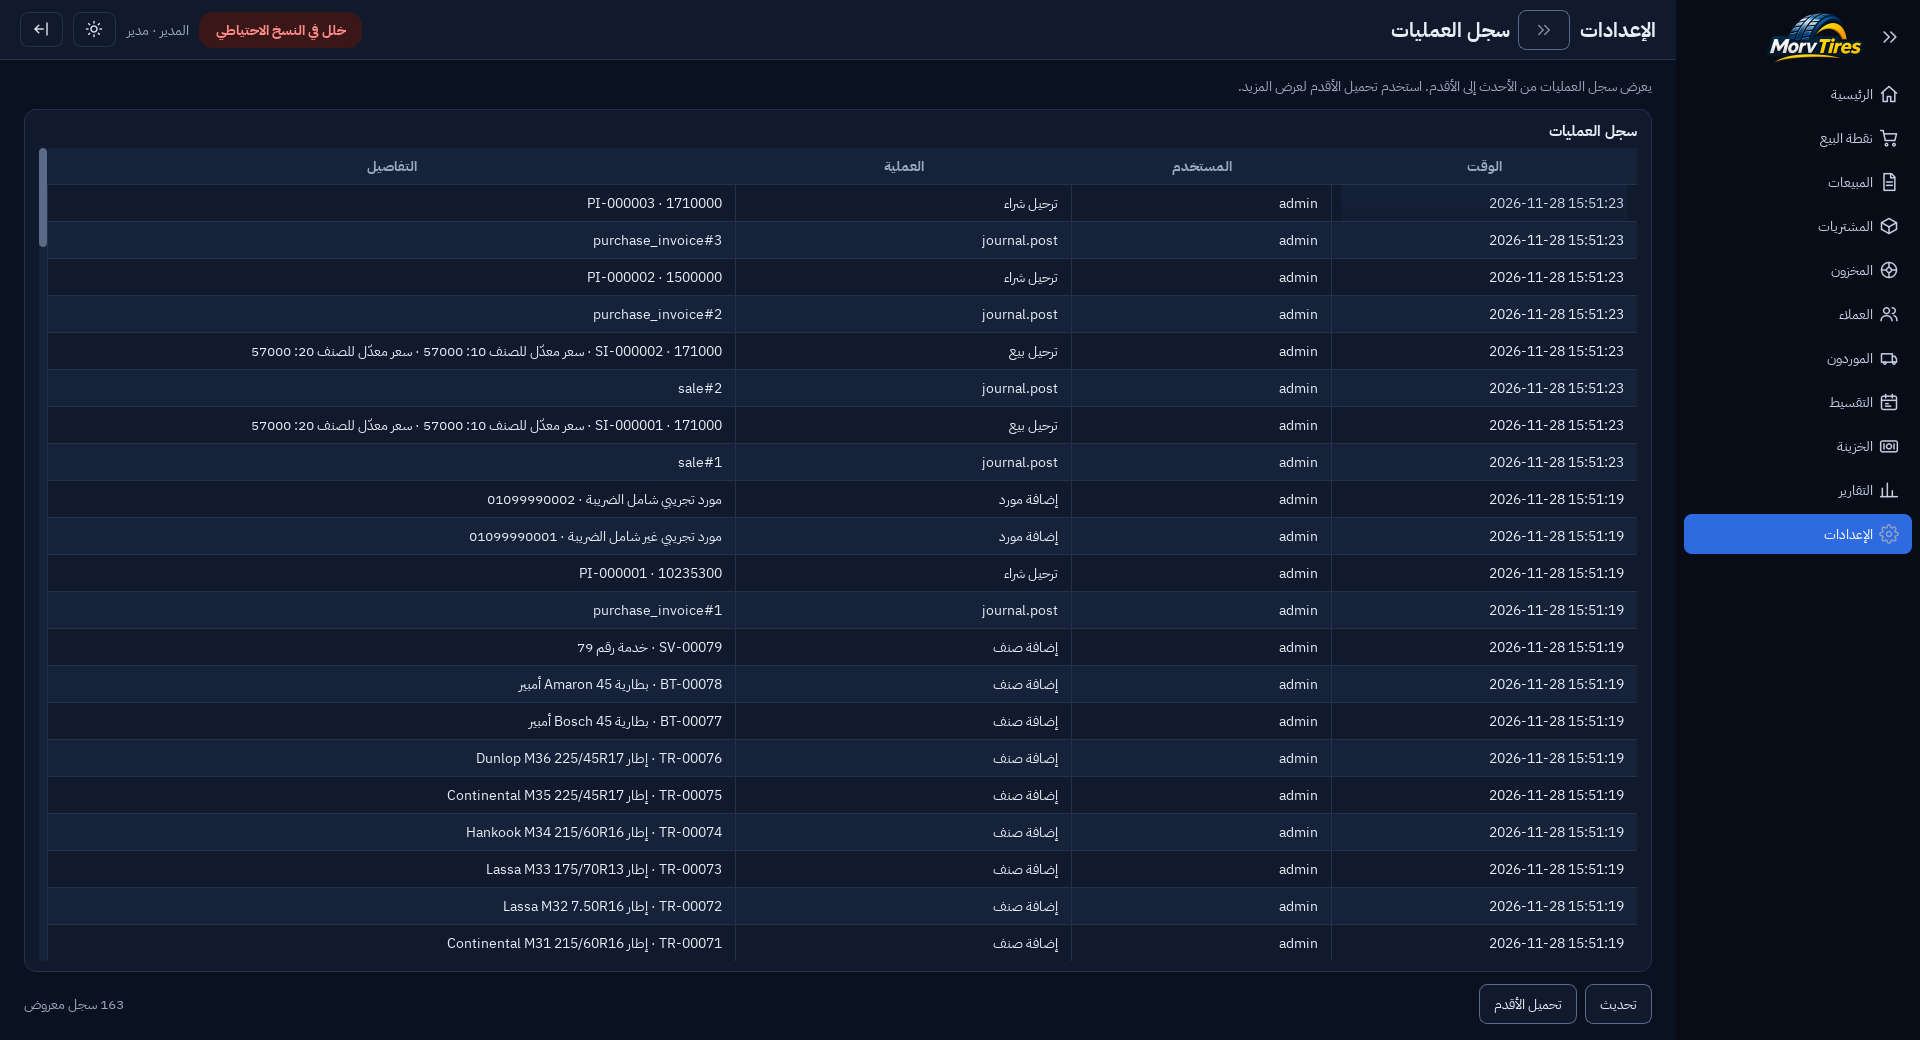 Morv Tires
الرئيسية
نقطة البيع
المبيعات
المشتريات
المخزون
العملاء
الموردون
التقسيط
الخزينة
التقارير
الإعدادات
الإعدادات سجل العمليات
خلل في النسخ الاحتياطي
المدير · مدير
يعرض سجل العمليات من الأحدث إلى الأقدم. استخدم تحميل الأقدم لعرض المزيد.
سجل العمليات
الوقت المستخدم العملية التفاصيل
2026-11-28 15:51:23 admin ترحيل شراء PI-000003 · 1710000
2026-11-28 15:51:23 admin journal.post purchase_invoice#3
2026-11-28 15:51:23 admin ترحيل شراء PI-000002 · 1500000
2026-11-28 15:51:23 admin journal.post purchase_invoice#2
2026-11-28 15:51:23 admin ترحيل بيع SI-000002 · 171000 · سعر معدّل للصنف 10: 57000 · سعر معدّل للصنف 20: 57000
2026-11-28 15:51:23 admin journal.post sale#2
2026-11-28 15:51:23 admin ترحيل بيع SI-000001 · 171000 · سعر معدّل للصنف 10: 57000 · سعر معدّل للصنف 20: 57000
2026-11-28 15:51:23 admin journal.post sale#1
2026-11-28 15:51:19 admin إضافة مورد مورد تجريبي شامل الضريبة · 01099990002
2026-11-28 15:51:19 admin إضافة مورد مورد تجريبي غير شامل الضريبة · 01099990001
2026-11-28 15:51:19 admin ترحيل شراء PI-000001 · 10235300
2026-11-28 15:51:19 admin journal.post purchase_invoice#1
2026-11-28 15:51:19 admin إضافة صنف SV-00079 · خدمة رقم 79
2026-11-28 15:51:19 admin إضافة صنف BT-00078 · بطارية Amaron 45 أمبير
2026-11-28 15:51:19 admin إضافة صنف BT-00077 · بطارية Bosch 45 أمبير
2026-11-28 15:51:19 admin إضافة صنف TR-00076 · إطار Dunlop M36 225/45R17
2026-11-28 15:51:19 admin إضافة صنف TR-00075 · إطار Continental M35 225/45R17
2026-11-28 15:51:19 admin إضافة صنف TR-00074 · إطار Hankook M34 215/60R16
2026-11-28 15:51:19 admin إضافة صنف TR-00073 · إطار Lassa M33 175/70R13
2026-11-28 15:51:19 admin إضافة صنف TR-00072 · إطار Lassa M32 7.50R16
2026-11-28 15:51:19 admin إضافة صنف TR-00071 · إطار Continental M31 215/60R16
تحديث
تحميل الأقدم
163 سجل معروض